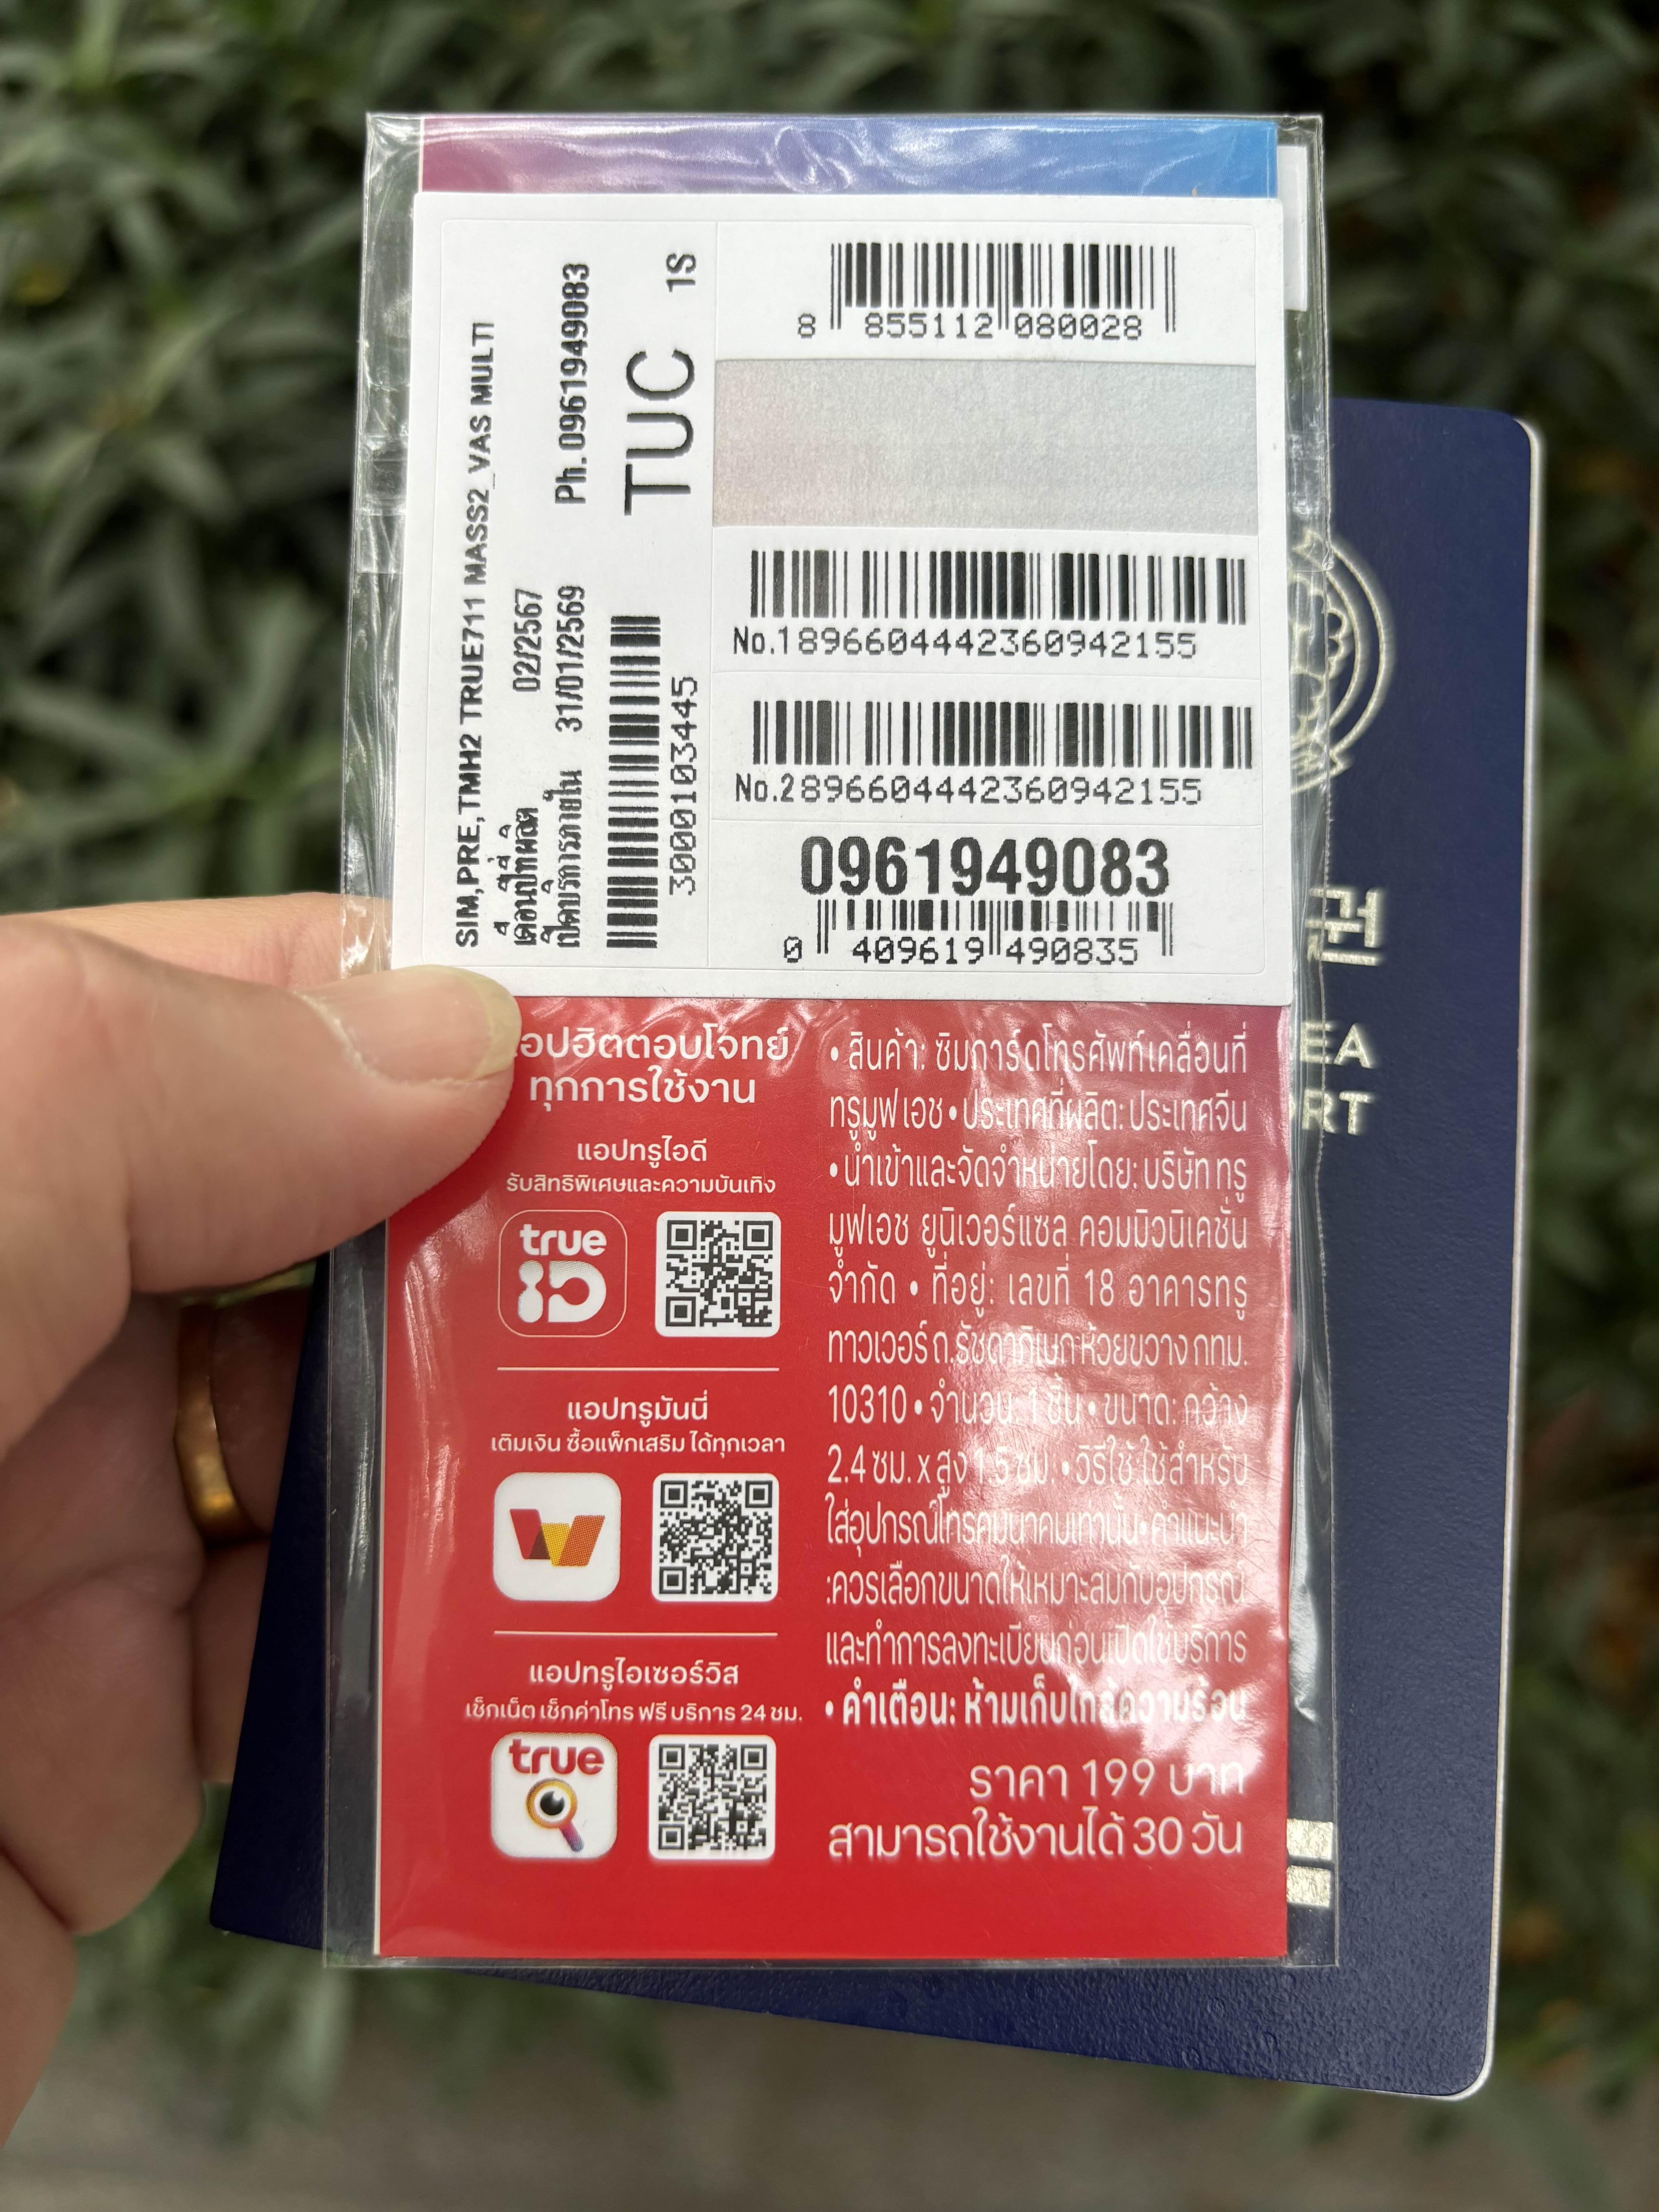 SIM,PRE,TMH2 TRUE711 MASS2_VAS MULTI
เดือนปีที่ผลิต 02/2567
เปิดบริการภายใน 31/01/2569 Ph.0961949083
3000103445
TUC 1S
8 855112 080028
No.1 8966044442360942155
No.2 8966044442360942155
0961949083
0 409619 490835
อปฮิตตอบโจทย์
ทุกการใช้งาน
แอปทรูไอดี
รับสิทธิพิเศษและความบันเทิง
true
iD
แอปทรูมันนี่
เติมเงิน ซื้อแพ็กเสริม ได้ทุกเวลา
แอปทรูไอเซอร์วิส
เช็กเน็ต เช็กค่าโทร ฟรี บริการ 24 ชม.
true
• สินค้า: ซิมการ์ดโทรศัพท์เคลื่อนที่
ทรูมูฟ เอช • ประเทศที่ผลิต: ประเทศจีน
• นำเข้าและจัดจำหน่ายโดย: บริษัท ทรู
มูฟ เอช ยูนิเวอร์แซล คอมมิวนิเคชั่น
จำกัด • ที่อยู่: เลขที่ 18 อาคารทรู
ทาวเวอร์ ถ.รัชดาภิเษก ห้วยขวาง กทม.
10310 • จำนวน: 1 ชิ้น • ขนาด: กว้าง
2.4 ซม. x สูง 1.5 ซม. • วิธีใช้: ใช้สำหรับ
ใส่อุปกรณ์โทรคมนาคมเท่านั้น • คำแนะนำ
:ควรเลือกขนาดให้เหมาะสมกับอุปกรณ์
และทำการลงทะเบียนก่อนเปิดใช้บริการ
• คำเตือน: ห้ามเก็บใกล้ความร้อน
ราคา 199 บาท
สามารถใช้งานได้ 30 วัน
권
EA
RT